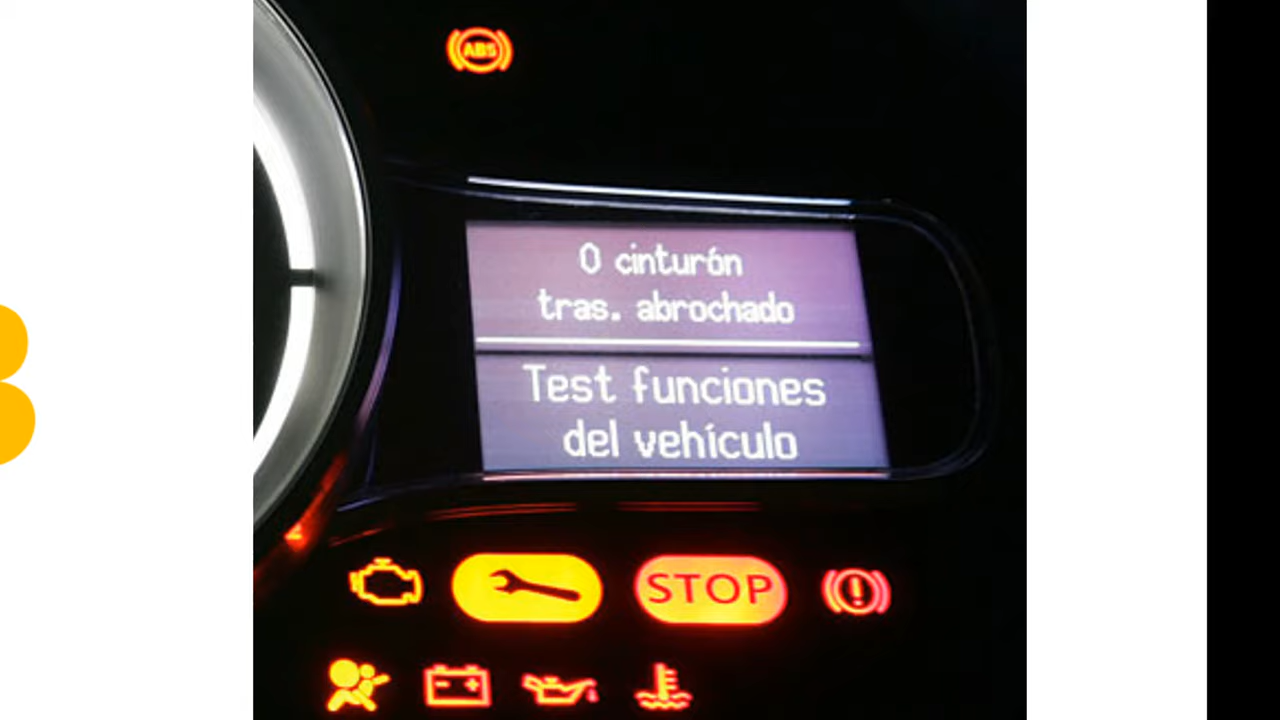 ABS
0 cinturón
tras. abrochado
Test funciones
del vehículo
STOP